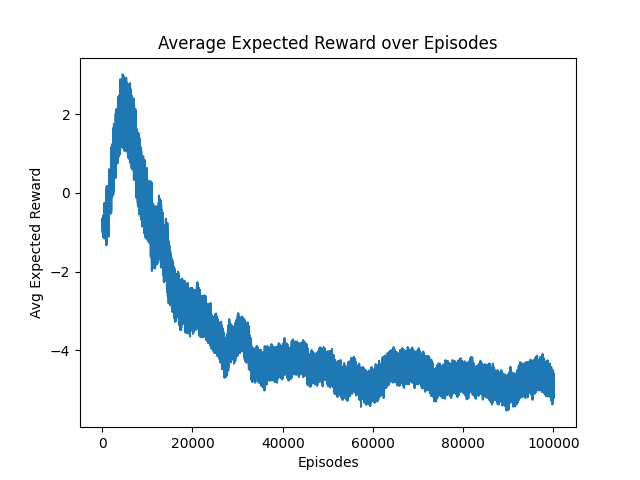 Average Expected Reward over Episodes
Avg Expected Reward
2
0
−2
−4
0 20000 40000 60000 80000 100000
Episodes